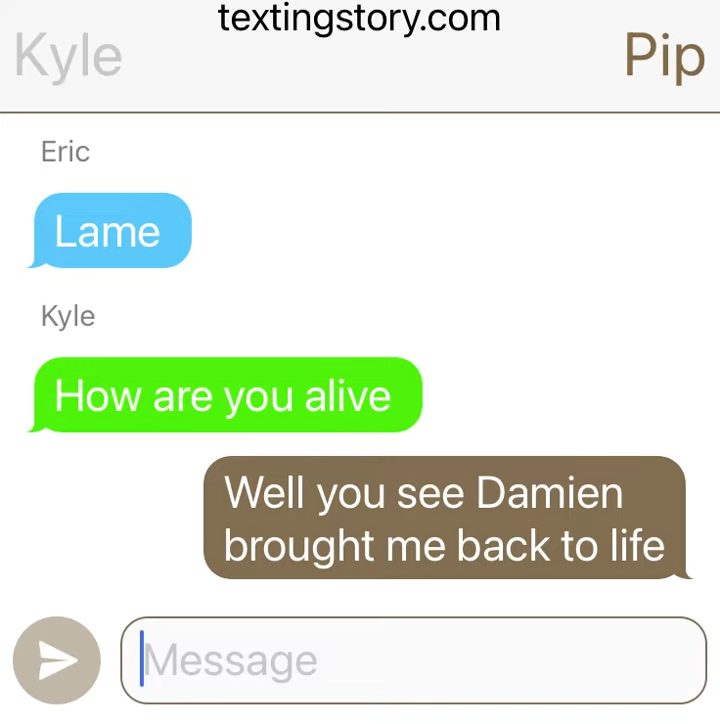 textingstory.com
Kyle
Pip
Eric
Lame
Kyle
How are you alive
Well you see Damien
brought me back to life
Message